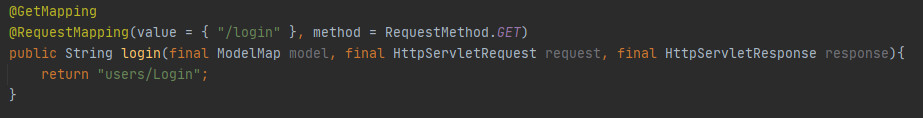 @GetMapping
@RequestMapping(value = { "/login" }, method = RequestMethod.GET)
public String login(final ModelMap model, final HttpServletRequest request, final HttpServletResponse response){
    return "users/Login";
}